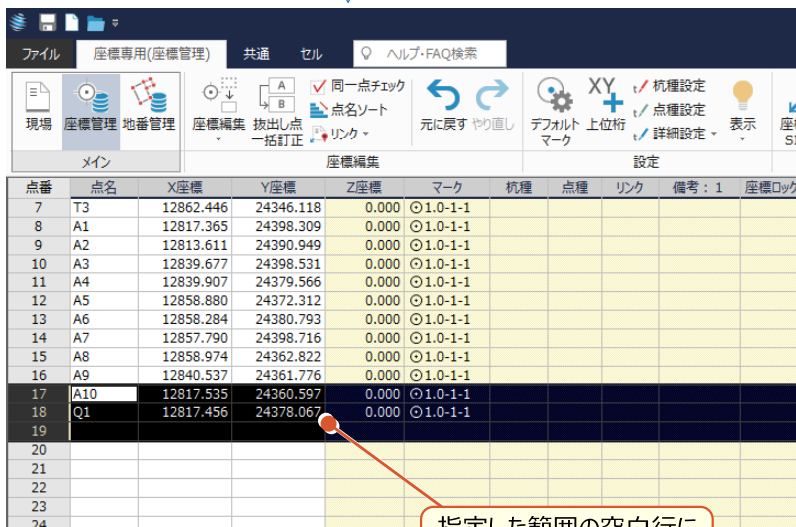 ファイル 座標専用(座標管理) 共通 セル ヘルプ・FAQ検索
現場 座標管理 地番管理 座標編集 抜出し点 一括訂正 A B 同一点チェック 点名ソート リンク 元に戻す やり直し デフォルト マーク XY 上位桁 杭種設定 点種設定 詳細設定 表示
メイン 座標編集 設定
点番 点名 X座標 Y座標 Z座標 マーク 杭種 点種 リンク 備考：1 座標ロック
7 T3 12862.446 24346.118 0.000 ⊙1.0-1-1
8 A1 12817.365 24398.309 0.000 ⊙1.0-1-1
9 A2 12813.611 24390.949 0.000 ⊙1.0-1-1
10 A3 12839.677 24398.531 0.000 ⊙1.0-1-1
11 A4 12839.907 24379.566 0.000 ⊙1.0-1-1
12 A5 12858.880 24372.312 0.000 ⊙1.0-1-1
13 A6 12858.284 24380.793 0.000 ⊙1.0-1-1
14 A7 12857.790 24398.716 0.000 ⊙1.0-1-1
15 A8 12858.974 24362.822 0.000 ⊙1.0-1-1
16 A9 12840.537 24361.776 0.000 ⊙1.0-1-1
17 A10 12817.535 24360.597 0.000 ⊙1.0-1-1
18 Q1 12817.456 24378.067 0.000 ⊙1.0-1-1
19
20
21
22
23
24
指定した範囲の空白行に